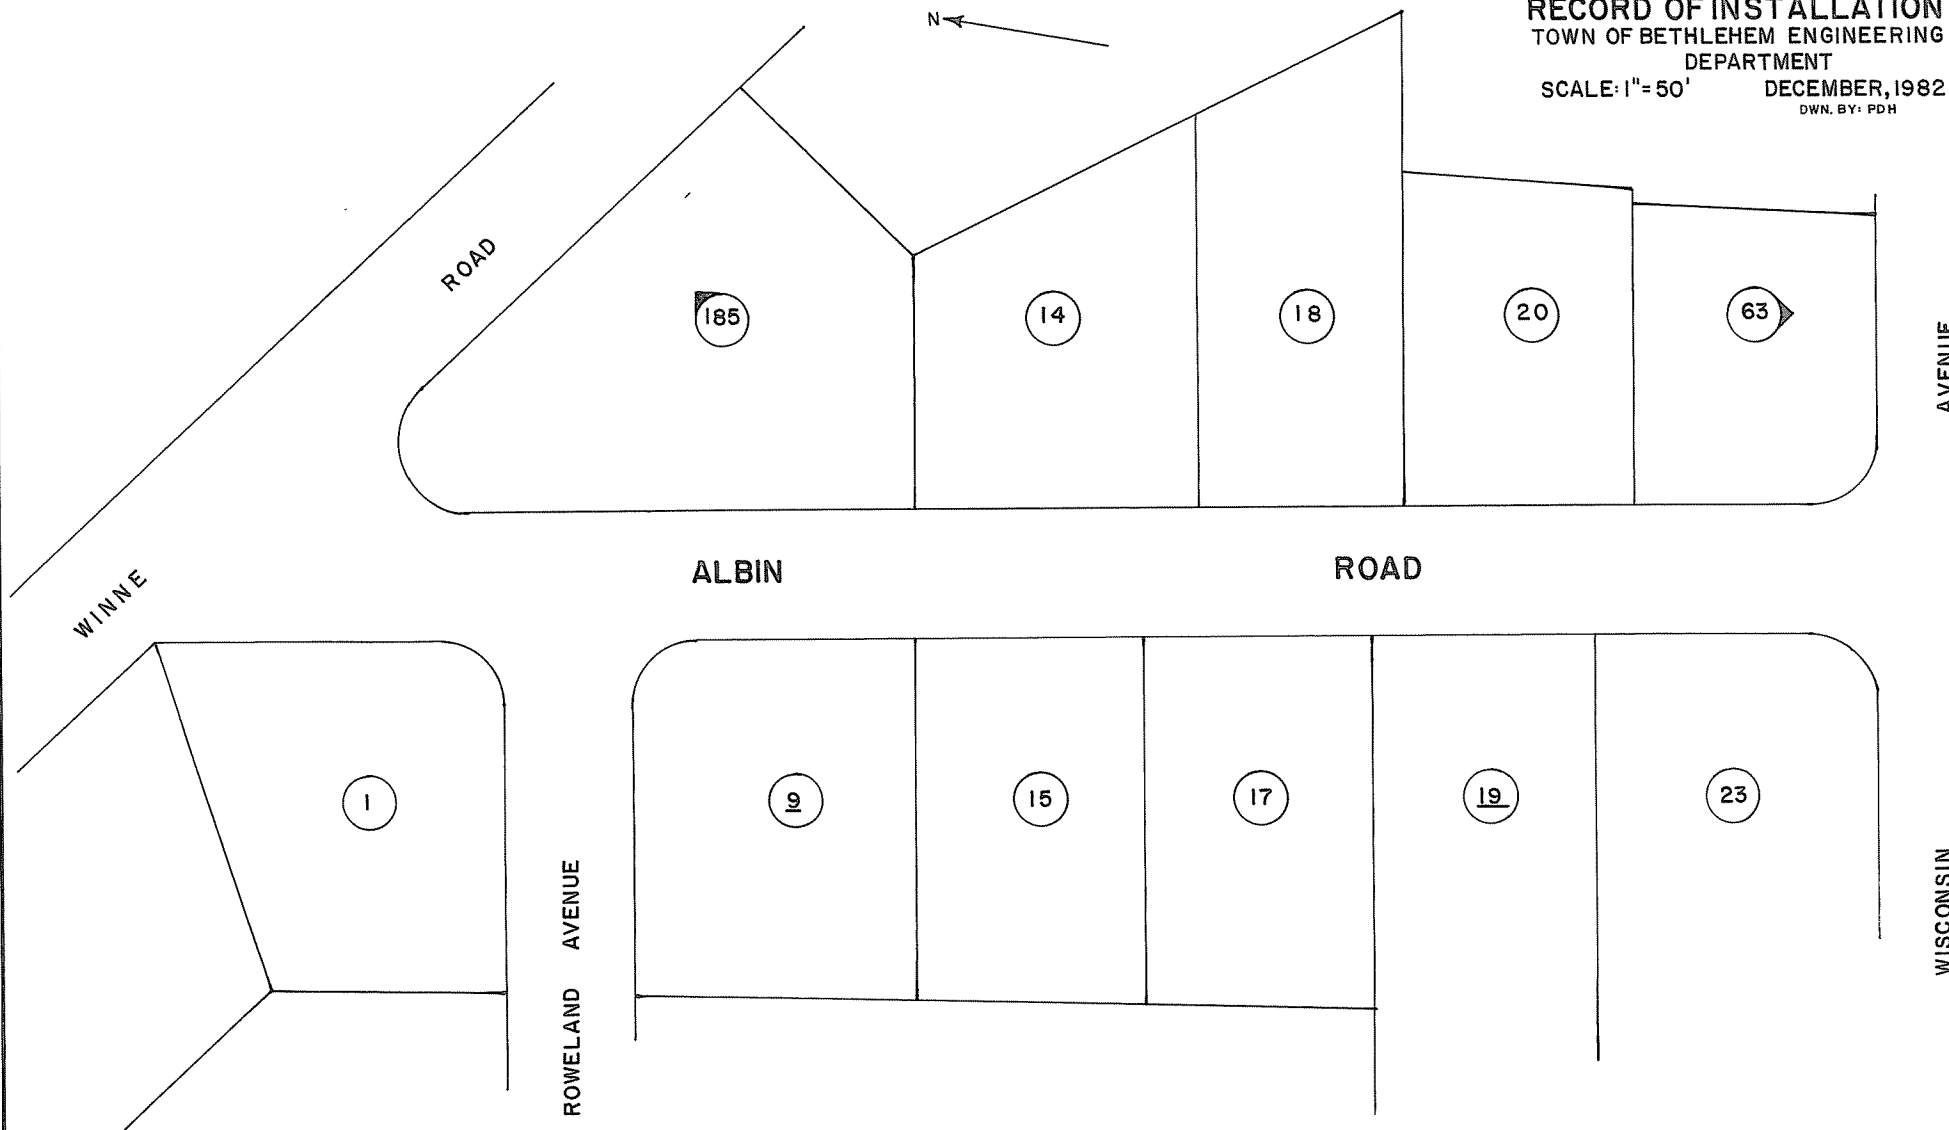 RECORD OF INSTALLATION
TOWN OF BETHLEHEM ENGINEERING
DEPARTMENT
SCALE: 1"=50' DECEMBER, 1982
DWN. BY: PDH
N
WINNE ROAD
185
14
18
20
63
ALBIN ROAD
1
9
15
17
19
23
ROWELAND AVENUE
WISCONSIN AVENUE